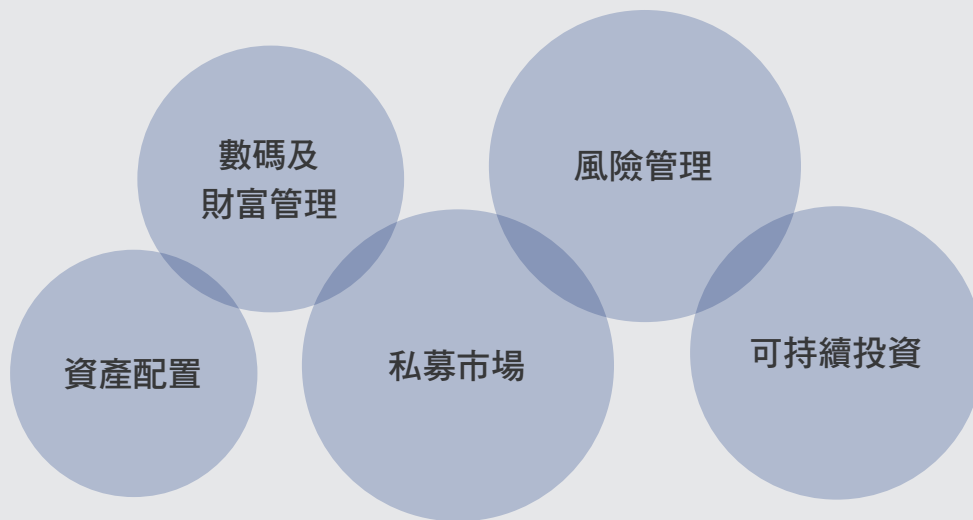 數碼及
財富管理
風險管理
資產配置
私募市場
可持續投資